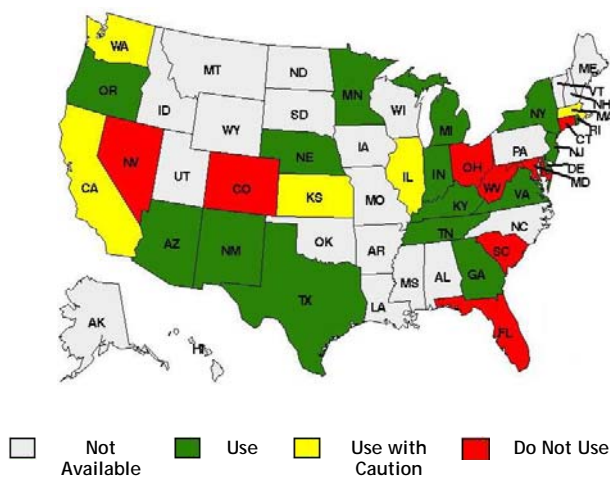 WA
MT
ND
ME
OR
MN
VT
ID
SD
WI
NH
MA
WY
MI
NY
RI
CT
NV
NE
IA
PA
NJ
CA
UT
CO
KS
IL
IN
OH
WV
DE
MD
MO
KY
VA
AZ
NM
OK
AR
TN
NC
SC
TX
MS
AL
GA
LA
FL
AK
HI
Not Use Use with Do Not Use
Available Caution